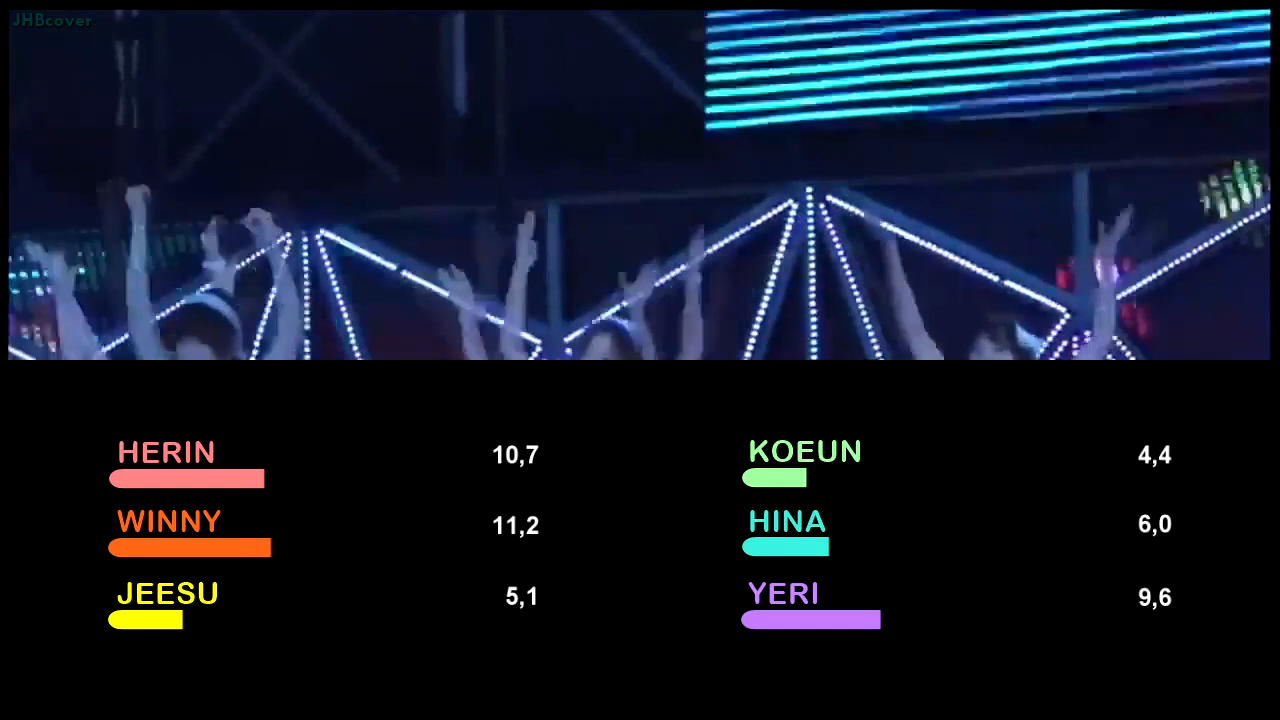 JHBcover
HERIN 10,7
KOEUN 4,4
WINNY 11,2
HINA 6,0
JEESU 5,1
YERI 9,6